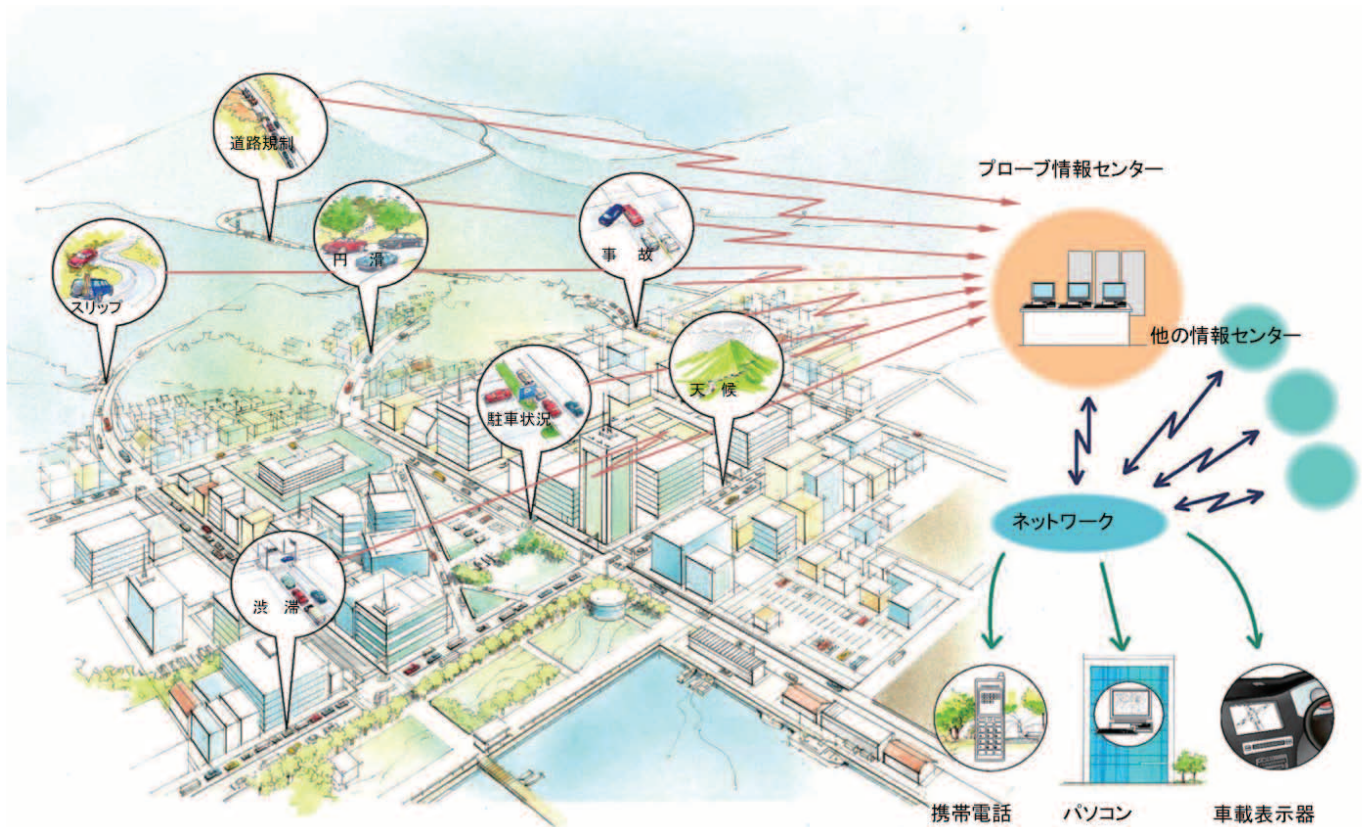 道路規制
プローブ情報センター
円滑
事故
スリップ
他の情報センター
天候
駐車状況
ネットワーク
渋滞
携帯電話
パソコン
車載表示器